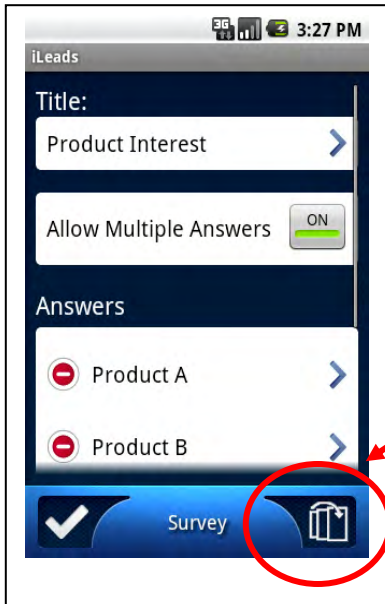 3G 3:27 PM
iLeads
Title:
Product Interest
Allow Multiple Answers ON
Answers
Product A
Product B
Survey